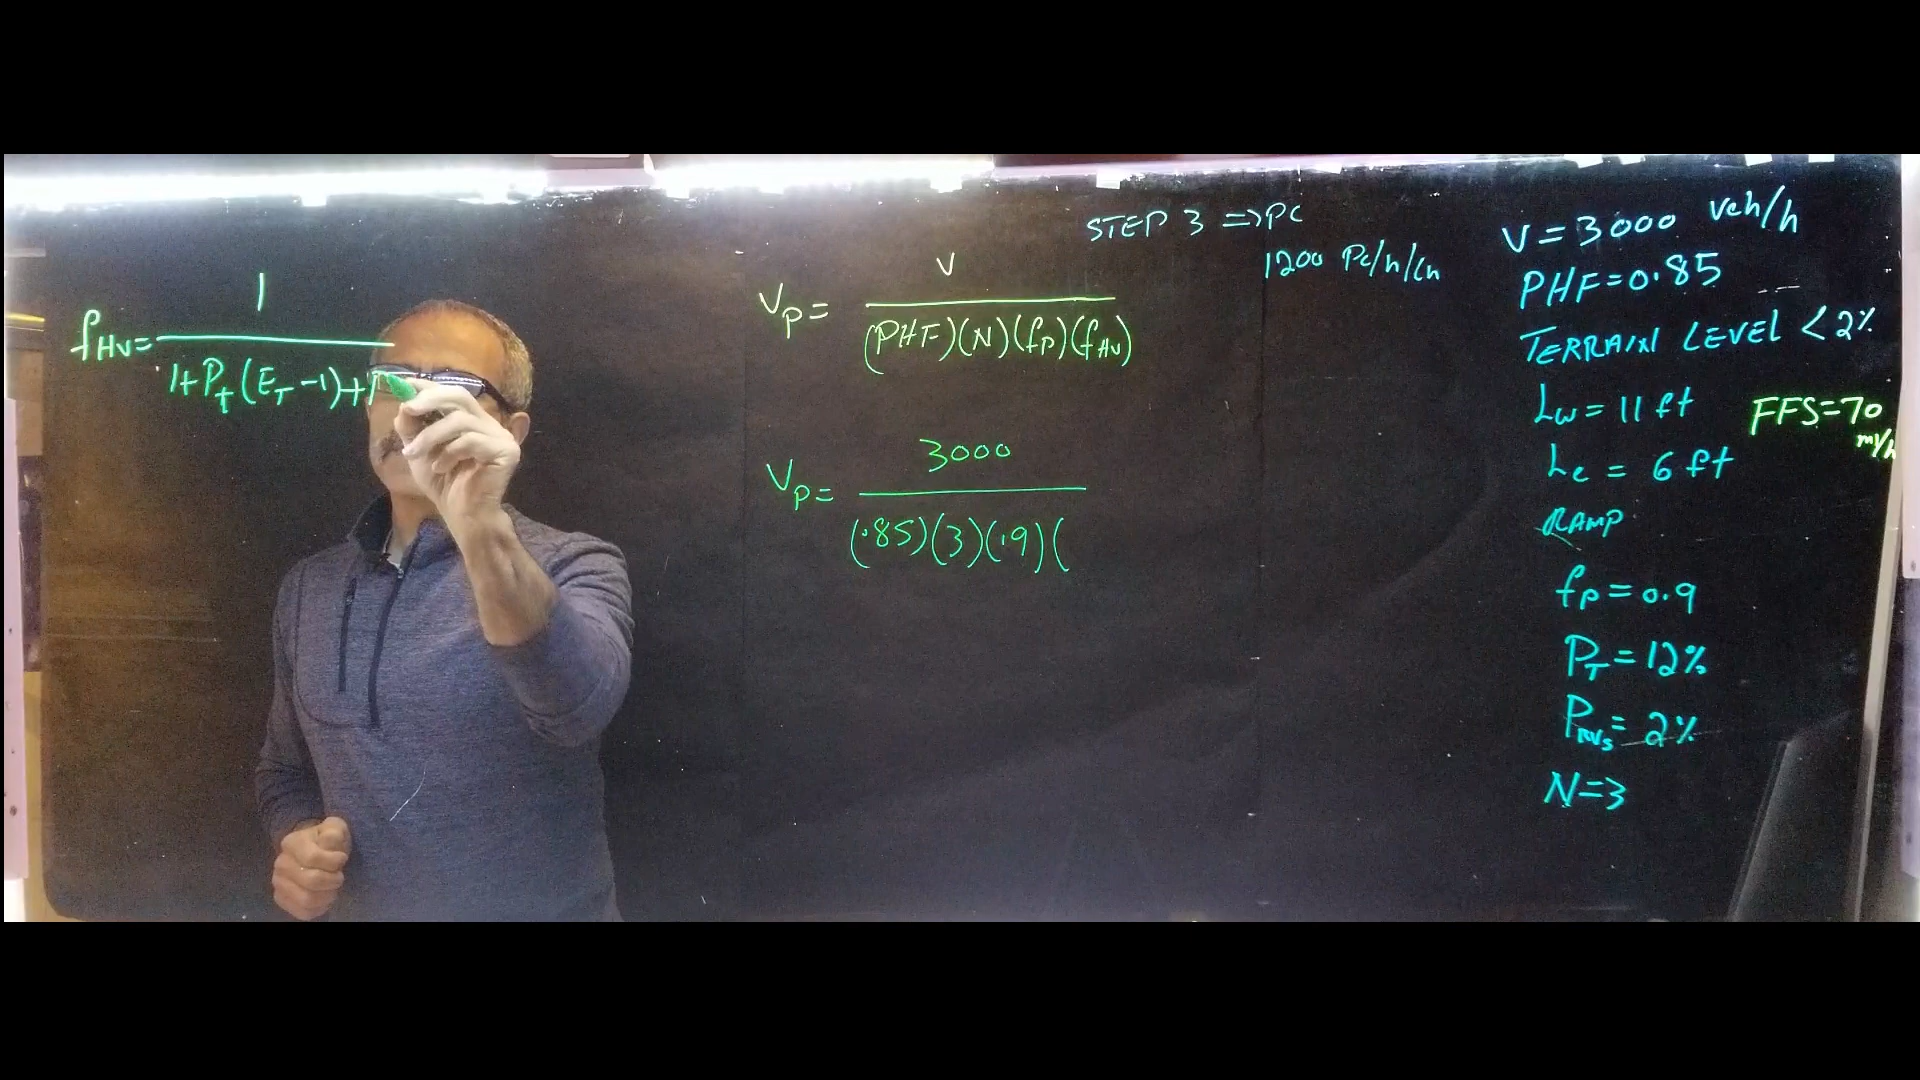 fHV= 1
1+Pt(ET-1)+P
STEP 3 => PC
1200 Pc/h/Ln
Vp= V
(PHF)(N)(fp)(fHV)
Vp= 3000
(.85)(3)(.9)(
V=3000 veh/h
PHF=0.85
TERRAIN LEVEL <2%
Lw=11 ft
FFS=70
mi/h
Lc=6 ft
RAMP
fp=0.9
PT=12%
PRVs=2%
N=3